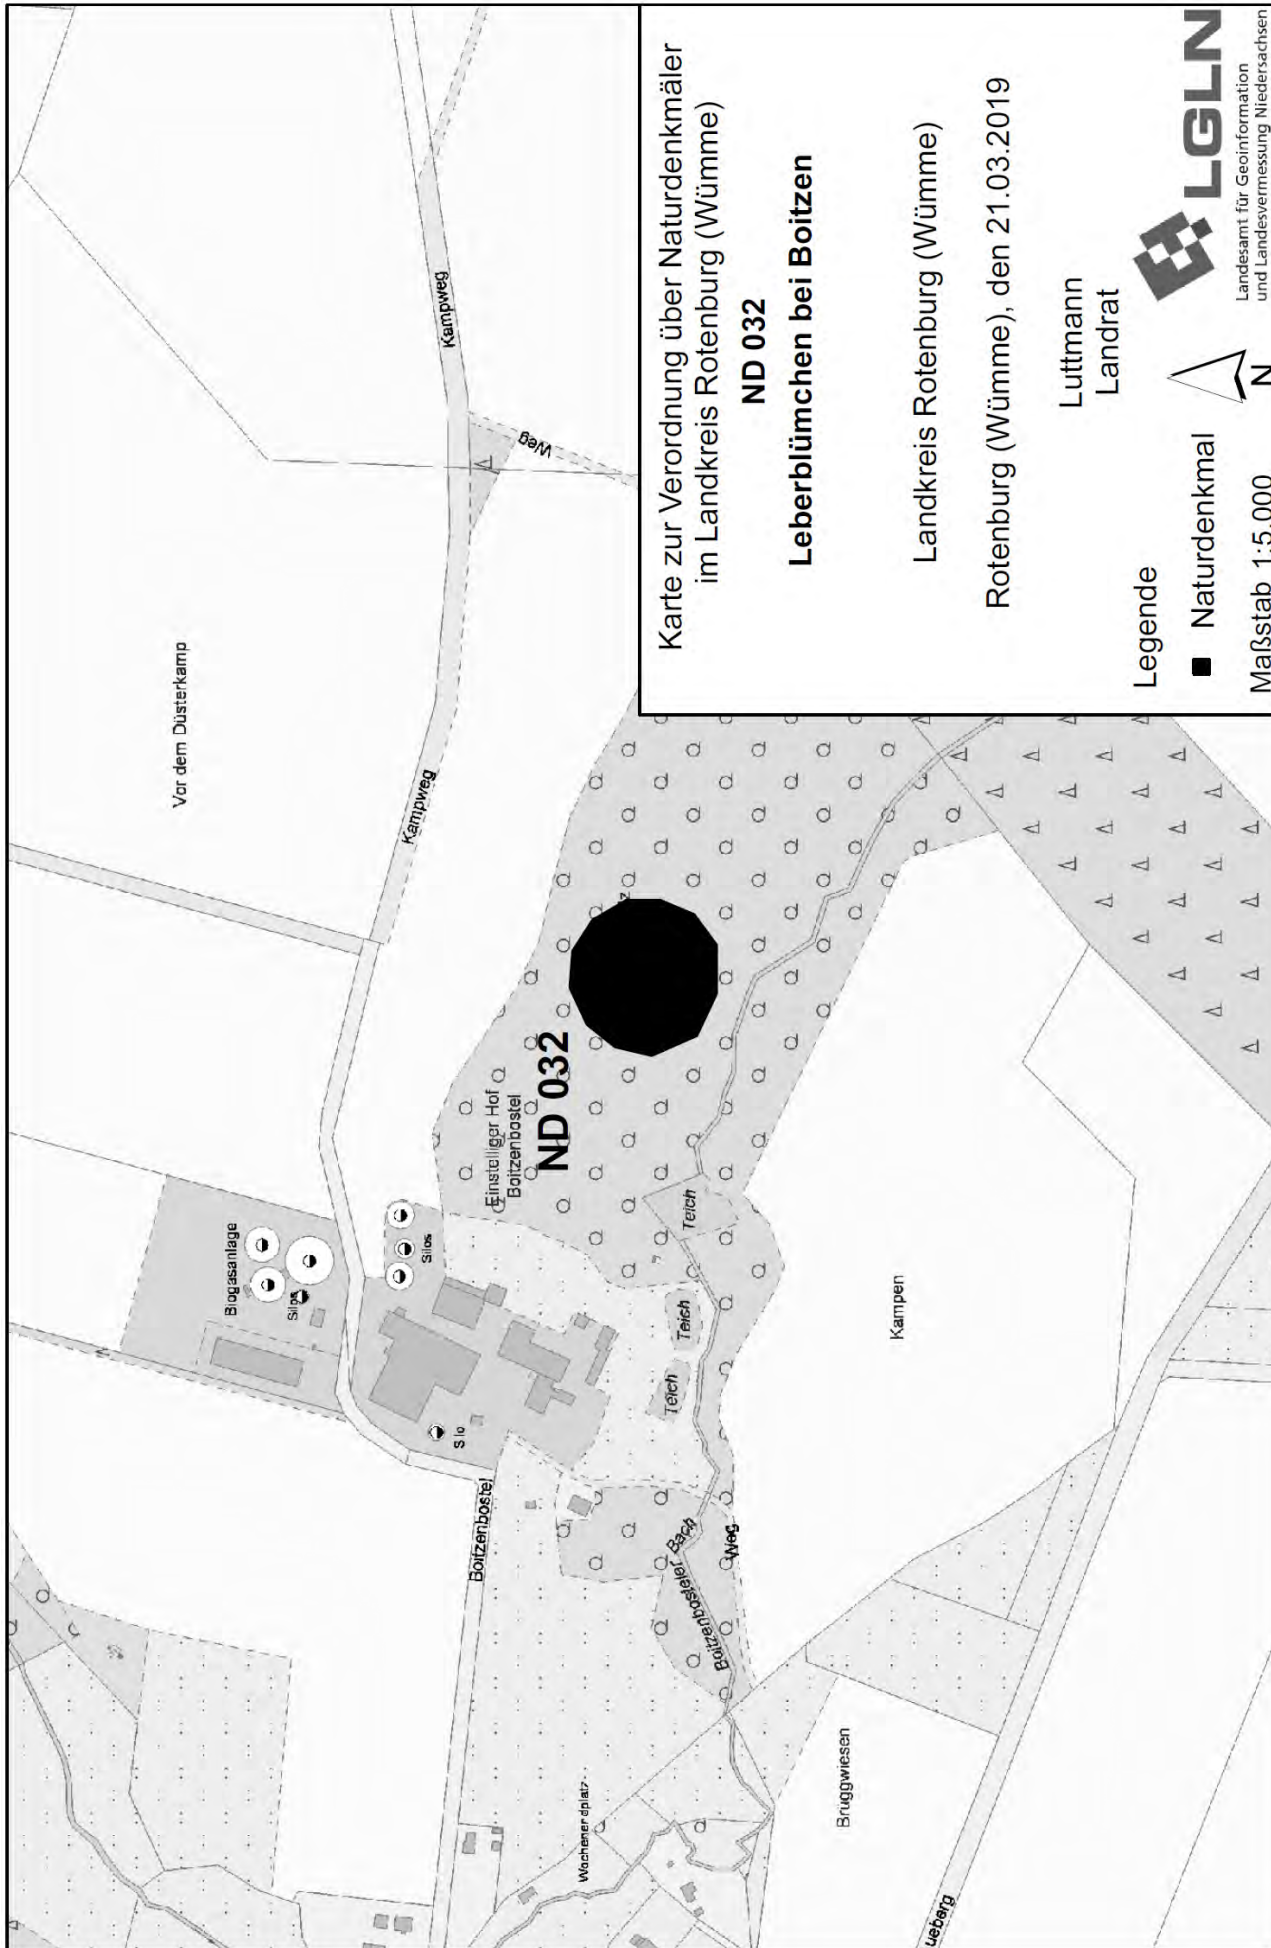 Karte zur Verordnung über Naturdenkmäler
im Landkreis Rotenburg (Wümme)
ND 032
Leberblümchen bei Boitzen
Landkreis Rotenburg (Wümme)
Rotenburg (Wümme), den 21.03.2019
Luttmann
Landrat
Legende
Naturdenkmal
Maßstab 1:5.000
N
LGLN
Landesamt für Geoinformation
und Landesvermessung Niedersachsen
Vor dem Düsterkamp
Kampweg
Kampweg
Weg
Biogasanlage
Silos
Silos
Silo
Einstelliger Hof
Boitzenbostel
ND 032
Teich
Teich
Teich
Boitzenbostel
Boitzenbosteler Bach
Weg
Kampen
Wochenendplatz
Bruggwiesen
ueberg